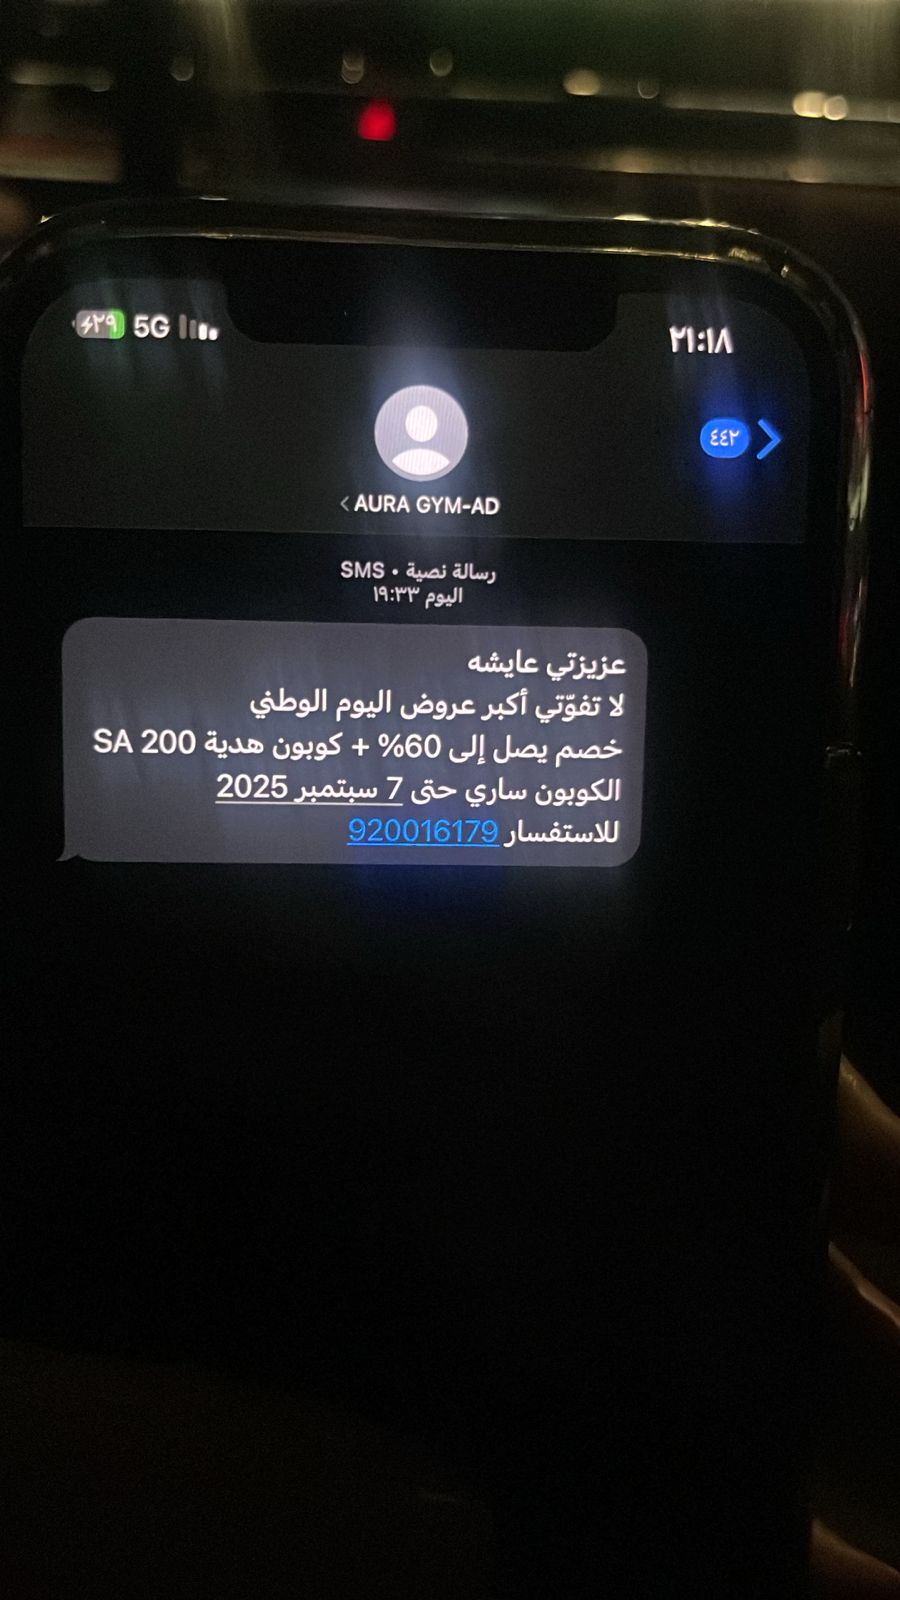 ٢١:١٨
5G ٢٩
٤٤٢
AURA GYM-AD
رسالة نصية • SMS
اليوم ١٩:٣٣
عزيزتي عايشه
لا تفوّتي أكبر عروض اليوم الوطني
خصم يصل إلى 60% + كوبون هدية 200 SA
الكوبون ساري حتى 7 سبتمبر 2025
للاستفسار 920016179